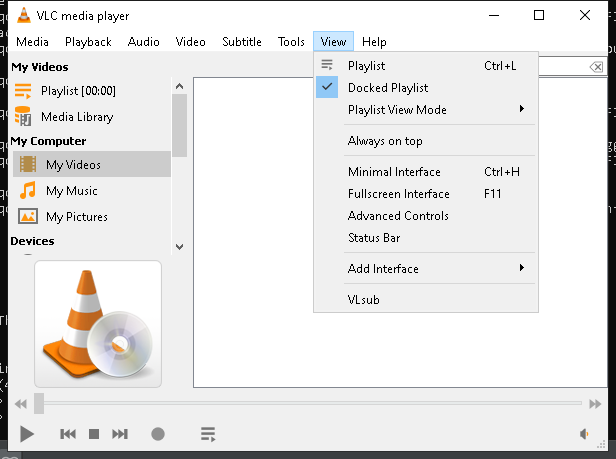 VLC media player
Media Playback Audio Video Subtitle Tools View Help
My Videos
Playlist [00:00]
Media Library
My Computer
My Videos
My Music
My Pictures
Devices
Playlist Ctrl+L
Docked Playlist
Playlist View Mode
Always on top
Minimal Interface Ctrl+H
Fullscreen Interface F11
Advanced Controls
Status Bar
Add Interface
VLsub